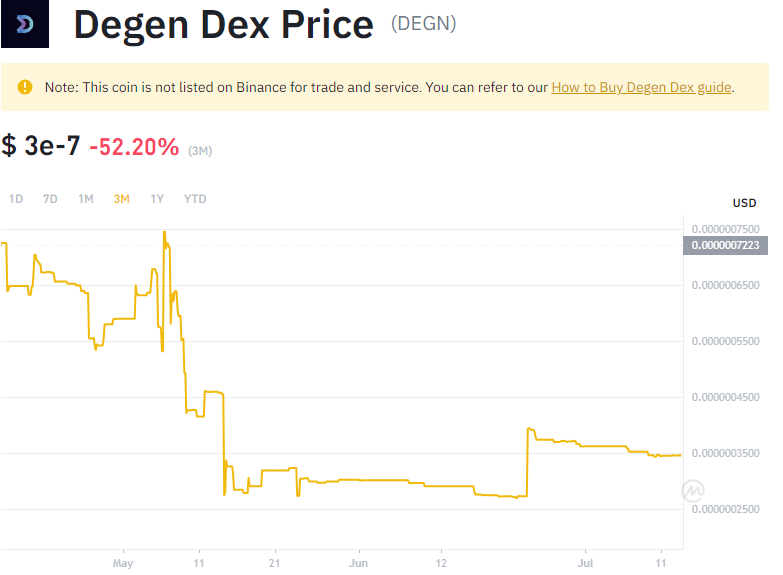 Degen Dex Price (DEGN)
Note: This coin is not listed on Binance for trade and service. You can refer to our How to Buy Degen Dex guide.
$ 3e-7 -52.20% (3M)
1D 7D 1M 3M 1Y YTD
USD
0.0000007500
0.0000007223
0.0000006500
0.0000005500
0.0000004500
0.0000003500
0.0000002500
May 11 21 Jun 12 Jul 11